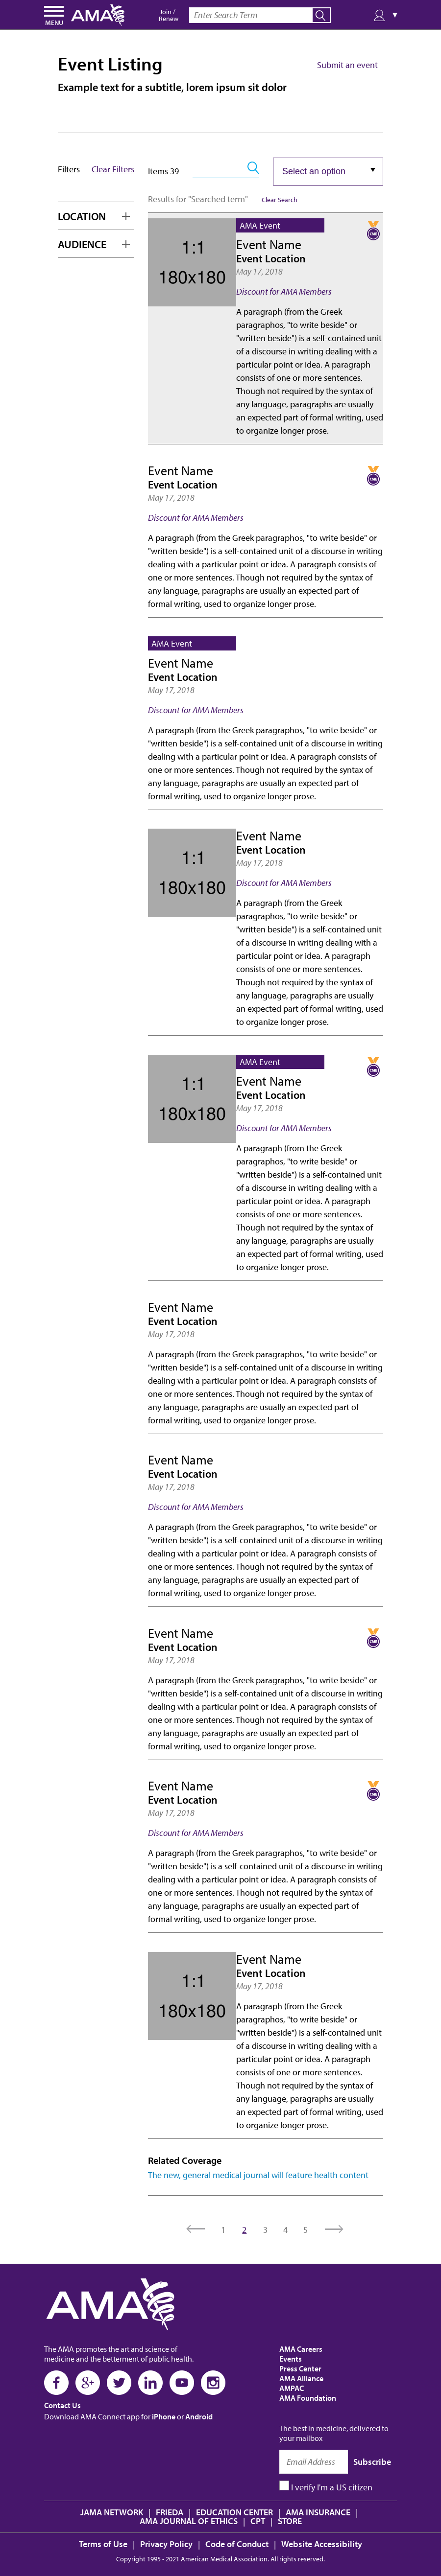 MENU
AMA
Join /
Renew
Enter Search Term
Event Listing
Submit an event
Example text for a subtitle, lorem ipsum sit dolor
Filters
Clear Filters
LOCATION
AUDIENCE
Items 39
Select an option
Results for "Searched term"
Clear Search
1:1
180x180
AMA Event
CME
Event Name
Event Location
May 17, 2018
Discount for AMA Members
A paragraph (from the Greek
paragraphos, "to write beside" or
"written beside") is a self-contained unit
of a discourse in writing dealing with a
particular point or idea. A paragraph
consists of one or more sentences.
Though not required by the syntax of
any language, paragraphs are usually
an expected part of formal writing, used
to organize longer prose.
Event Name
CME
Event Location
May 17, 2018
Discount for AMA Members
A paragraph (from the Greek paragraphos, "to write beside" or
"written beside") is a self-contained unit of a discourse in writing
dealing with a particular point or idea. A paragraph consists of
one or more sentences. Though not required by the syntax of
any language, paragraphs are usually an expected part of
formal writing, used to organize longer prose.
AMA Event
Event Name
Event Location
May 17, 2018
Discount for AMA Members
A paragraph (from the Greek paragraphos, "to write beside" or
"written beside") is a self-contained unit of a discourse in writing
dealing with a particular point or idea. A paragraph consists of
one or more sentences. Though not required by the syntax of
any language, paragraphs are usually an expected part of
formal writing, used to organize longer prose.
1:1
180x180
Event Name
Event Location
May 17, 2018
Discount for AMA Members
A paragraph (from the Greek
paragraphos, "to write beside" or
"written beside") is a self-contained unit
of a discourse in writing dealing with a
particular point or idea. A paragraph
consists of one or more sentences.
Though not required by the syntax of
any language, paragraphs are usually
an expected part of formal writing, used
to organize longer prose.
1:1
180x180
AMA Event
CME
Event Name
Event Location
May 17, 2018
Discount for AMA Members
A paragraph (from the Greek
paragraphos, "to write beside" or
"written beside") is a self-contained unit
of a discourse in writing dealing with a
particular point or idea. A paragraph
consists of one or more sentences.
Though not required by the syntax of
any language, paragraphs are usually
an expected part of formal writing, used
to organize longer prose.
Event Name
Event Location
May 17, 2018
A paragraph (from the Greek paragraphos, "to write beside" or
"written beside") is a self-contained unit of a discourse in writing
dealing with a particular point or idea. A paragraph consists of
one or more sentences. Though not required by the syntax of
any language, paragraphs are usually an expected part of
formal writing, used to organize longer prose.
Event Name
Event Location
May 17, 2018
Discount for AMA Members
A paragraph (from the Greek paragraphos, "to write beside" or
"written beside") is a self-contained unit of a discourse in writing
dealing with a particular point or idea. A paragraph consists of
one or more sentences. Though not required by the syntax of
any language, paragraphs are usually an expected part of
formal writing, used to organize longer prose.
Event Name
CME
Event Location
May 17, 2018
A paragraph (from the Greek paragraphos, "to write beside" or
"written beside") is a self-contained unit of a discourse in writing
dealing with a particular point or idea. A paragraph consists of
one or more sentences. Though not required by the syntax of
any language, paragraphs are usually an expected part of
formal writing, used to organize longer prose.
Event Name
CME
Event Location
May 17, 2018
Discount for AMA Members
A paragraph (from the Greek paragraphos, "to write beside" or
"written beside") is a self-contained unit of a discourse in writing
dealing with a particular point or idea. A paragraph consists of
one or more sentences. Though not required by the syntax of
any language, paragraphs are usually an expected part of
formal writing, used to organize longer prose.
1:1
180x180
Event Name
Event Location
May 17, 2018
A paragraph (from the Greek
paragraphos, "to write beside" or
"written beside") is a self-contained unit
of a discourse in writing dealing with a
particular point or idea. A paragraph
consists of one or more sentences.
Though not required by the syntax of
any language, paragraphs are usually
an expected part of formal writing, used
to organize longer prose.
Related Coverage
The new, general medical journal will feature health content
1 2 3 4 5
AMA
The AMA promotes the art and science of
medicine and the betterment of public health.
Contact Us
Download AMA Connect app for iPhone or Android
AMA Careers
Events
Press Center
AMA Alliance
AMPAC
AMA Foundation
The best in medicine, delivered to
your mailbox
Email Address
Subscribe
I verify I'm a US citizen
JAMA NETWORK | FRIEDA | EDUCATION CENTER | AMA INSURANCE |
AMA JOURNAL OF ETHICS | CPT | STORE
Terms of Use | Privacy Policy | Code of Conduct | Website Accessibility
Copyright 1995 - 2021 American Medical Association. All rights reserved.